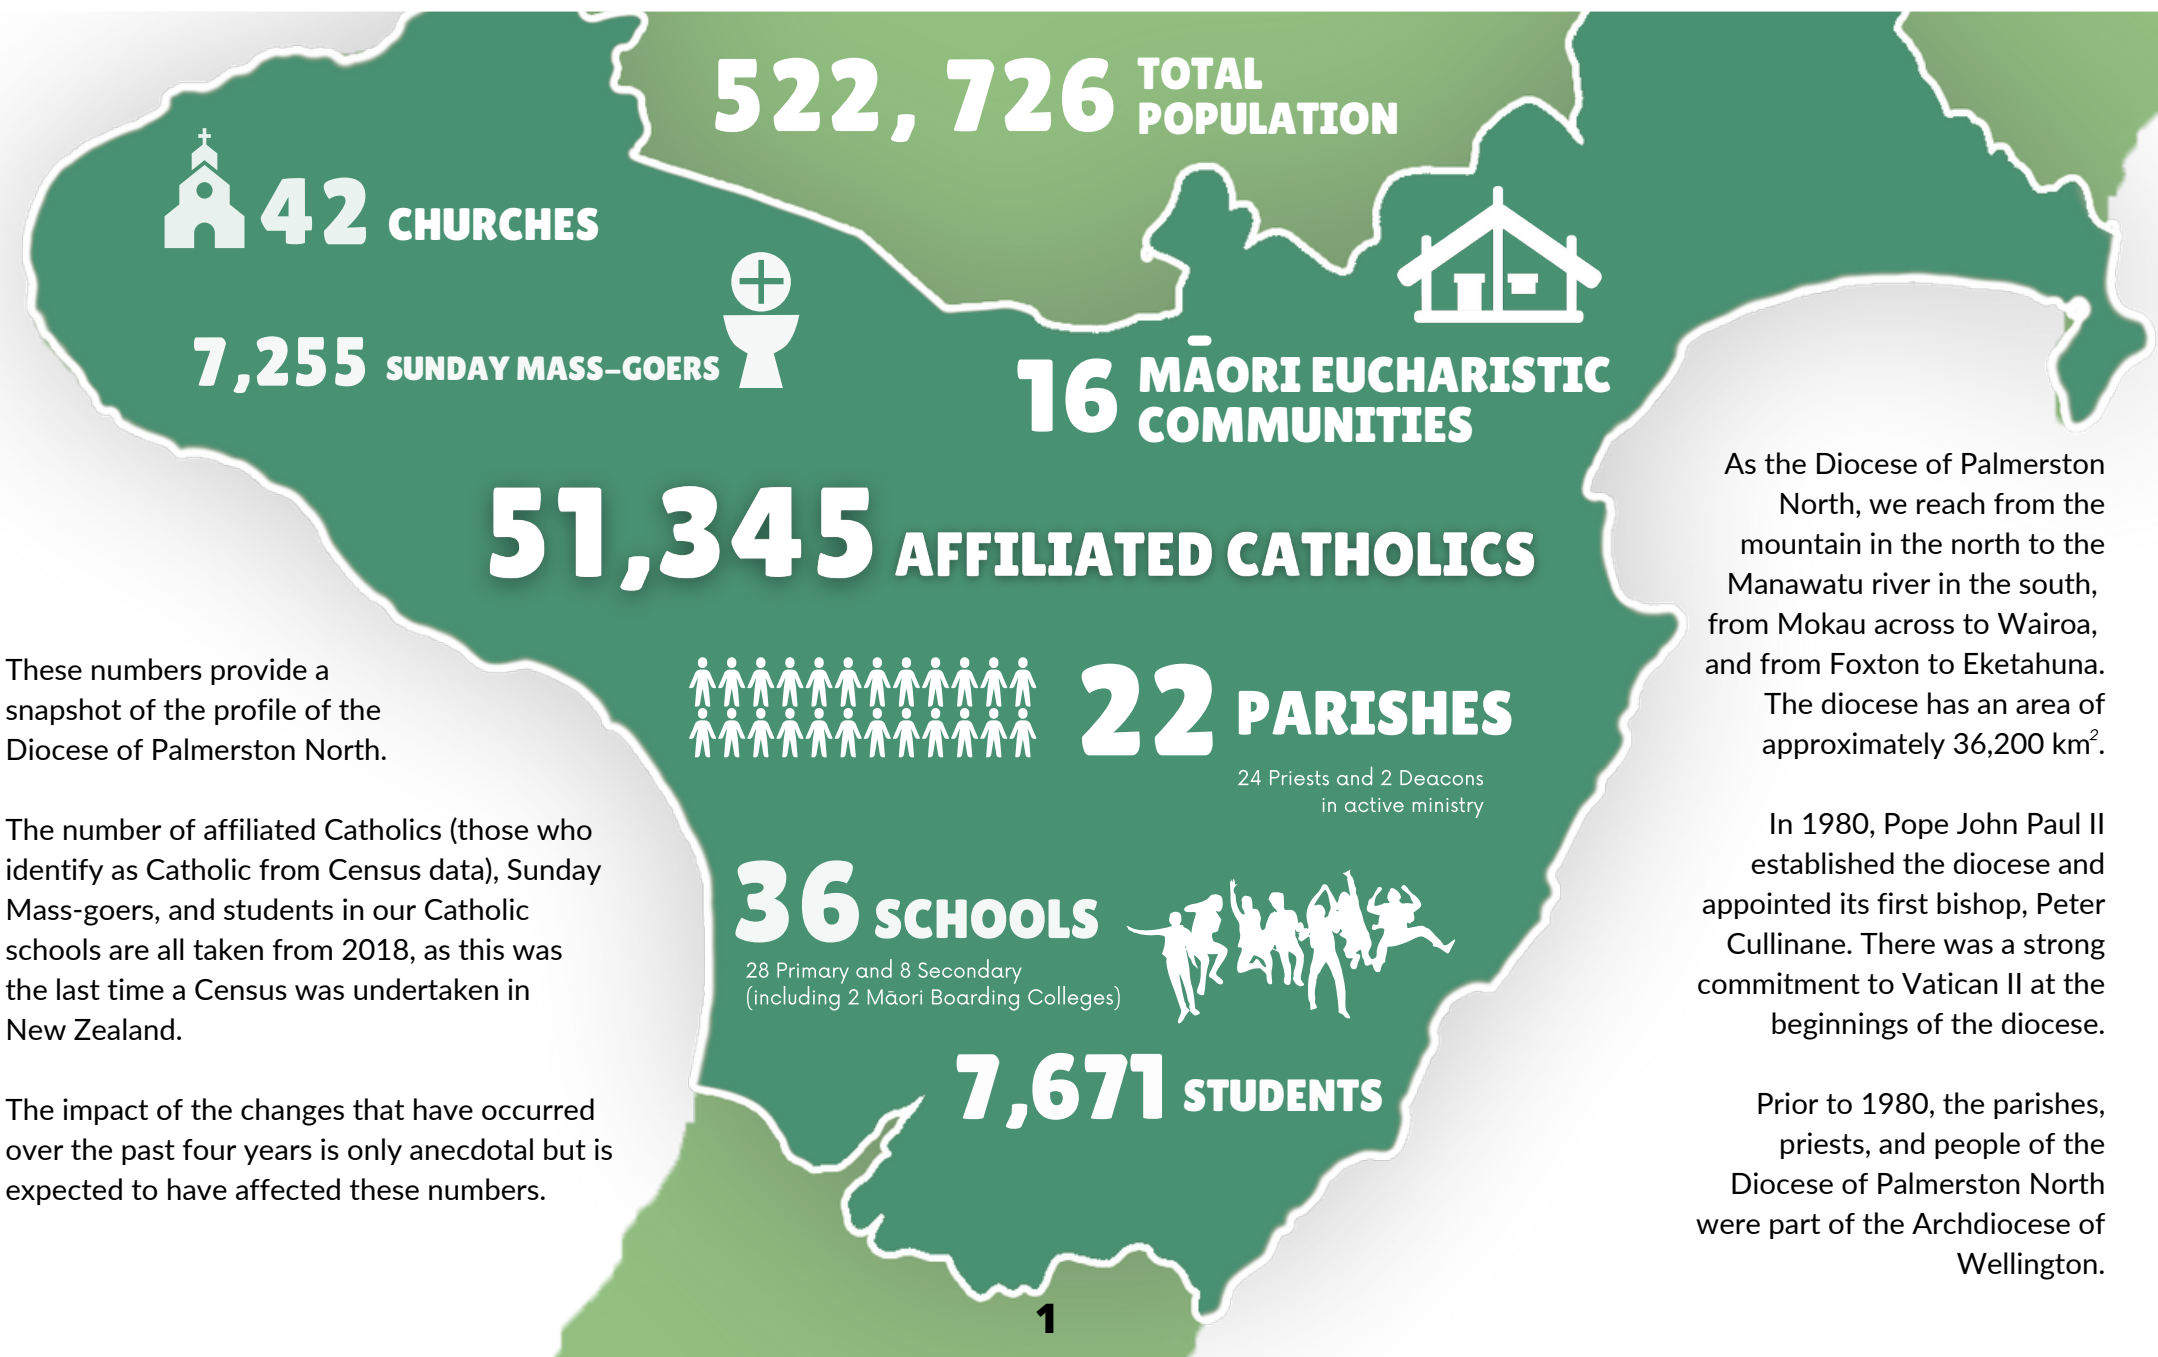 522, 726 TOTAL
POPULATION
42 CHURCHES
7,255 SUNDAY MASS-GOERS
16 MĀORI EUCHARISTIC
COMMUNITIES
51,345 AFFILIATED CATHOLICS
22 PARISHES
24 Priests and 2 Deacons
in active ministry
36 SCHOOLS
28 Primary and 8 Secondary
(including 2 Māori Boarding Colleges)
7,671 STUDENTS
These numbers provide a
snapshot of the profile of the
Diocese of Palmerston North.
The number of affiliated Catholics (those who
identify as Catholic from Census data), Sunday
Mass-goers, and students in our Catholic
schools are all taken from 2018, as this was
the last time a Census was undertaken in
New Zealand.
The impact of the changes that have occurred
over the past four years is only anecdotal but is
expected to have affected these numbers.
As the Diocese of Palmerston
North, we reach from the
mountain in the north to the
Manawatu river in the south,
from Mokau across to Wairoa,
and from Foxton to Eketahuna.
The diocese has an area of
approximately 36,200 km².
In 1980, Pope John Paul II
established the diocese and
appointed its first bishop, Peter
Cullinane. There was a strong
commitment to Vatican II at the
beginnings of the diocese.
Prior to 1980, the parishes,
priests, and people of the
Diocese of Palmerston North
were part of the Archdiocese of
Wellington.
1